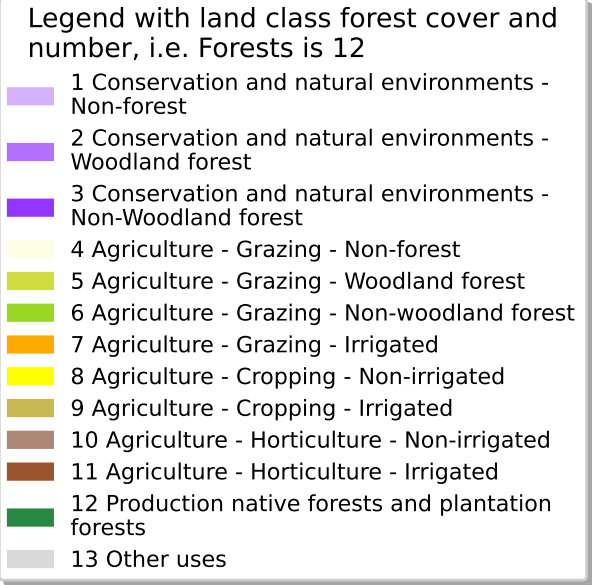 Legend with land class forest cover and
number, i.e. Forests is 12
1 Conservation and natural environments -
Non-forest
2 Conservation and natural environments -
Woodland forest
3 Conservation and natural environments -
Non-Woodland forest
4 Agriculture - Grazing - Non-forest
5 Agriculture - Grazing - Woodland forest
6 Agriculture - Grazing - Non-woodland forest
7 Agriculture - Grazing - Irrigated
8 Agriculture - Cropping - Non-irrigated
9 Agriculture - Cropping - Irrigated
10 Agriculture - Horticulture - Non-irrigated
11 Agriculture - Horticulture - Irrigated
12 Production native forests and plantation
forests
13 Other uses